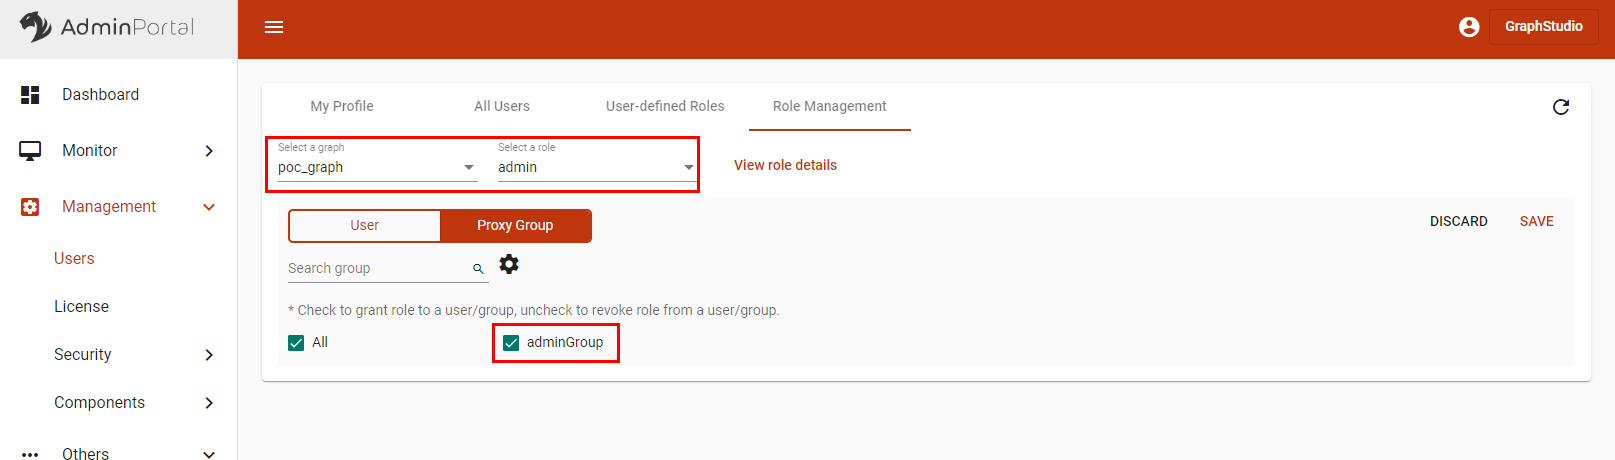 AdminPortal
GraphStudio
Dashboard
Monitor
Management
Users
License
Security
Components
Others
My Profile
All Users
User-defined Roles
Role Management
Select a graph
poc_graph
Select a role
admin
View role details
User
Proxy Group
DISCARD
SAVE
Search group
* Check to grant role to a user/group, uncheck to revoke role from a user/group.
All
adminGroup